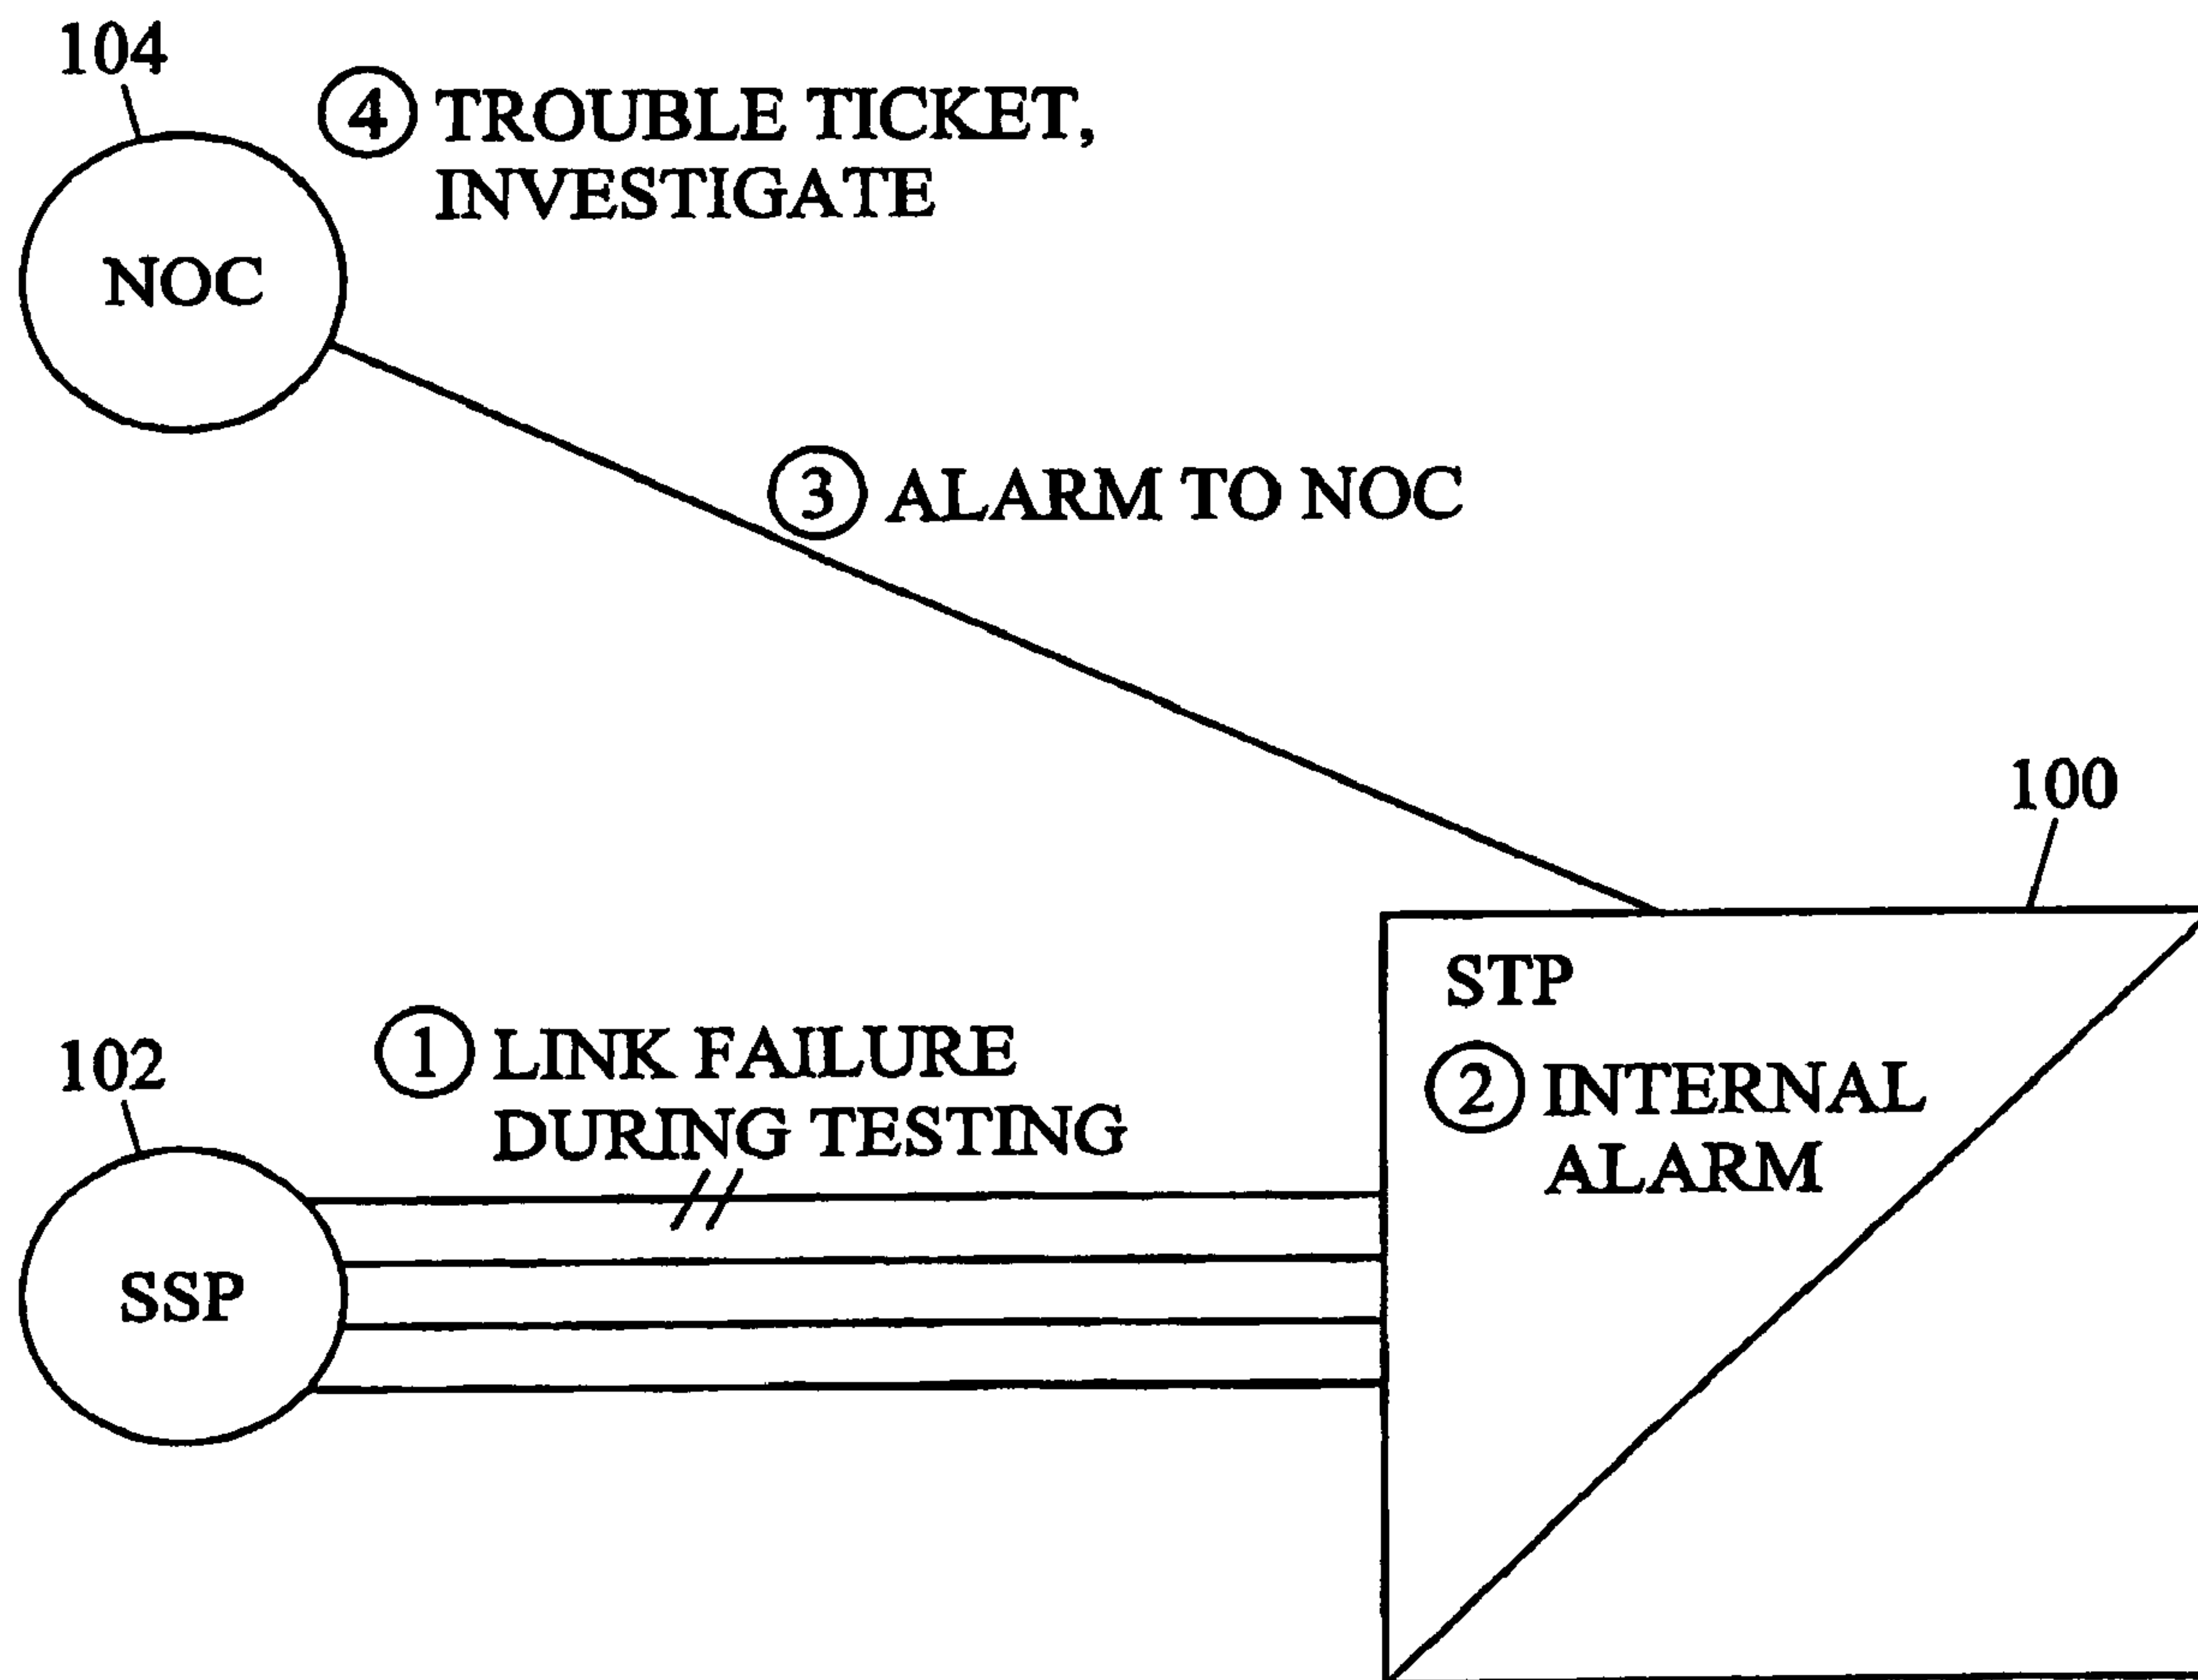 104
④ TROUBLE TICKET,
INVESTIGATE
NOC
③ ALARM TO NOC
100
STP
② INTERNAL
ALARM
① LINK FAILURE
DURING TESTING
102
SSP